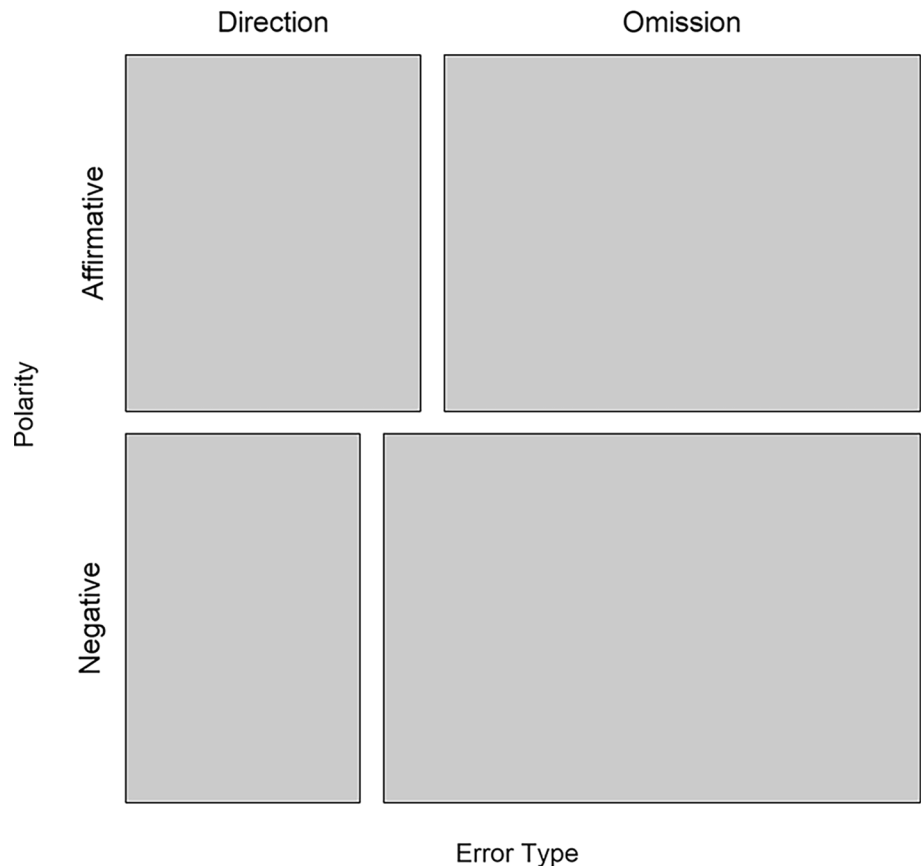 Direction Omission
Affirmative
Polarity
Negative
Error Type